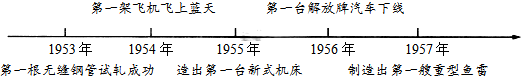 第一架飞机飞上蓝天 第一台解放牌汽车下线
1953年 1954年 1955年 1956年 1957年
第一根无缝钢管试轧成功 造出第一台新式机床 制造出第一艘重型鱼雷